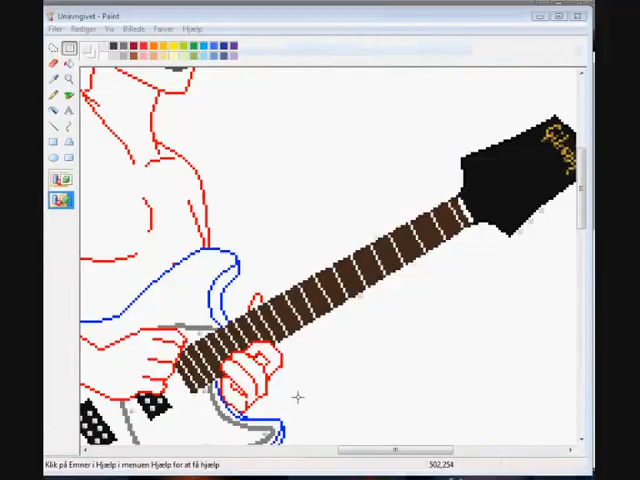 Unavngivet - Paint
Filer Rediger Vis Billede Farver Hjælp
Klik på Emner i Hjælp i menuen Hjælp for at få hjælp
502,254